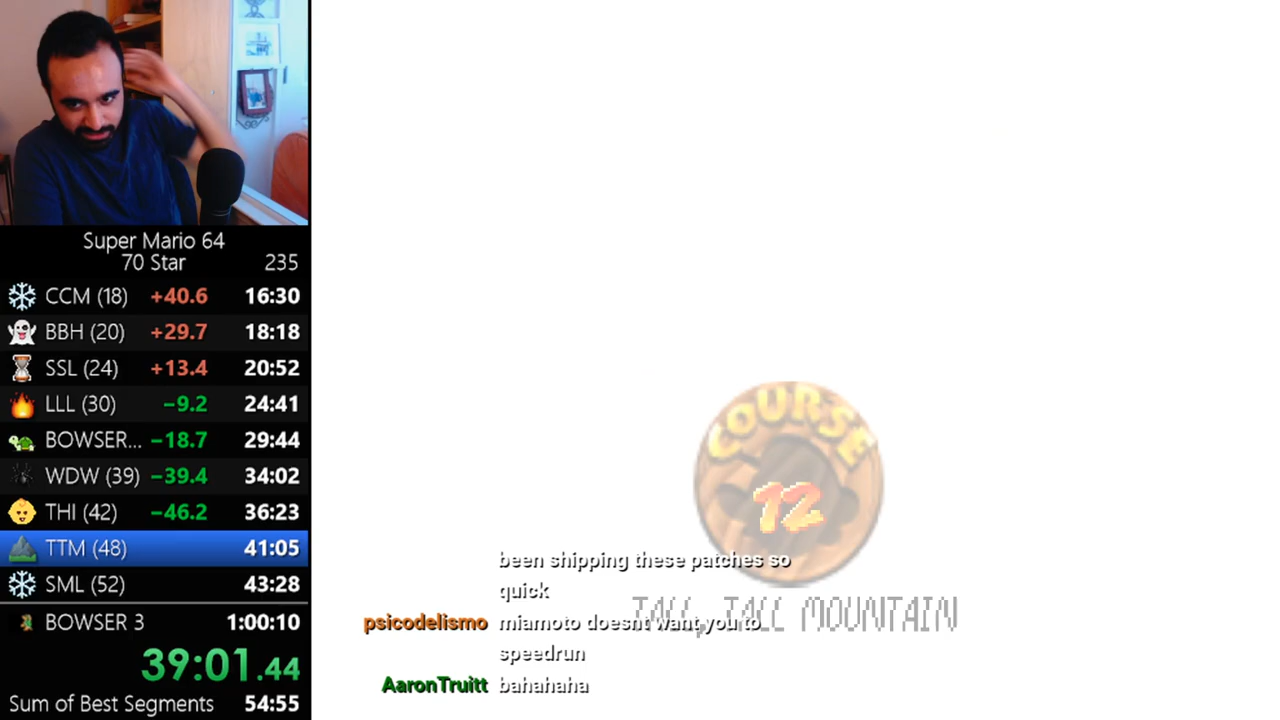 Super Mario 64
70 Star 235
CCM (18) +40.6 16:30
BBH (20) +29.7 18:18
SSL (24) +13.4 20:52
LLL (30) −9.2 24:41
BOWSER... −18.7 29:44
WDW (39) −39.4 34:02
THI (42) −46.2 36:23
TTM (48) 41:05
SML (52) 43:28
BOWSER 3 1:00:10
39:01.44
Sum of Best Segments 54:55
COURSE
12
TALL, TALL MOUNTAIN
been shipping these patches so
quick
psicodelismo miamoto doesnt want you to
speedrun
AaronTruitt bahahaha